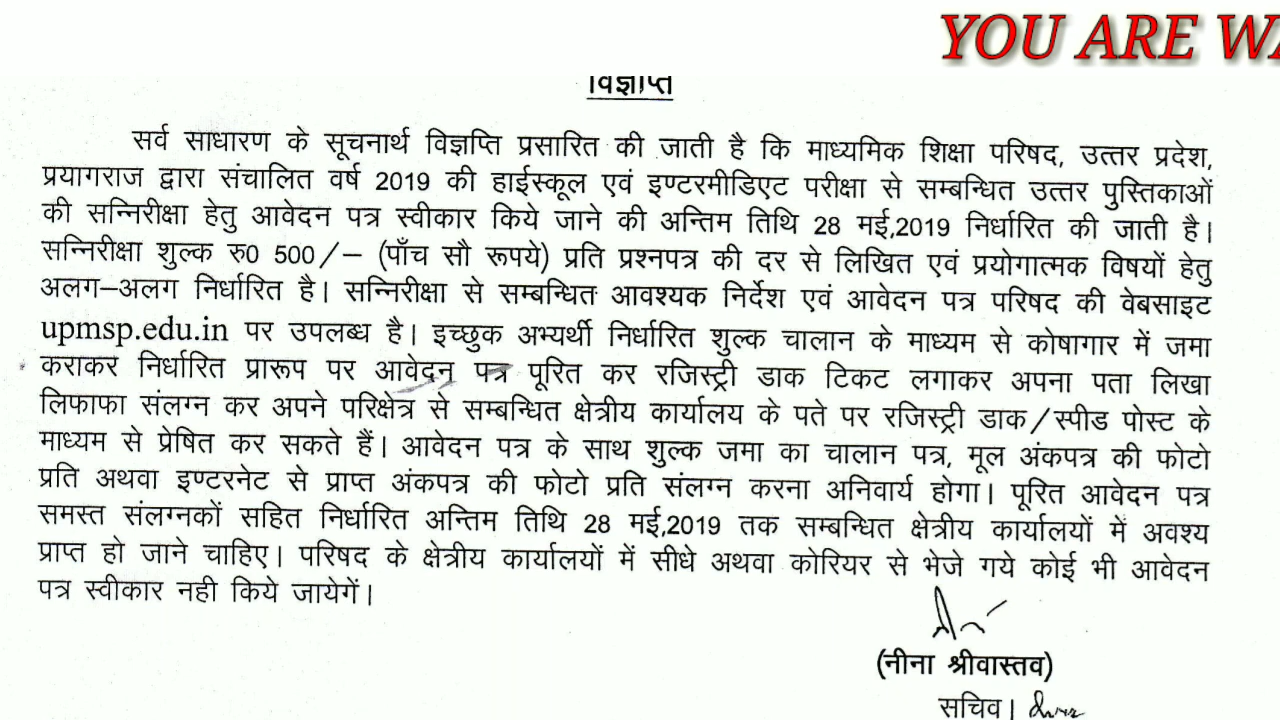 YOU ARE WA
विज्ञप्ति
सर्व साधारण के सूचनार्थ विज्ञप्ति प्रसारित की जाती है कि माध्यमिक शिक्षा परिषद, उत्तर प्रदेश,
प्रयागराज द्वारा संचालित वर्ष 2019 की हाईस्कूल एवं इण्टरमीडिएट परीक्षा से सम्बन्धित उत्तर पुस्तिकाओं
की सन्निरीक्षा हेतु आवेदन पत्र स्वीकार किये जाने की अन्तिम तिथि 28 मई,2019 निर्धारित की जाती है।
सन्निरीक्षा शुल्क रु0 500/– (पाँच सौ रूपये) प्रति प्रश्नपत्र की दर से लिखित एवं प्रयोगात्मक विषयों हेतु
अलग–अलग निर्धारित है। सन्निरीक्षा से सम्बन्धित आवश्यक निर्देश एवं आवेदन पत्र परिषद की वेबसाइट
upmsp.edu.in पर उपलब्ध है। इच्छुक अभ्यर्थी निर्धारित शुल्क चालान के माध्यम से कोषागार में जमा
कराकर निर्धारित प्रारूप पर आवेदन पत्र पूरित कर रजिस्ट्री डाक टिकट लगाकर अपना पता लिखा
लिफाफा संलग्न कर अपने परिक्षेत्र से सम्बन्धित क्षेत्रीय कार्यालय के पते पर रजिस्ट्री डाक/स्पीड पोस्ट के
माध्यम से प्रेषित कर सकते हैं। आवेदन पत्र के साथ शुल्क जमा का चालान पत्र, मूल अंकपत्र की फोटो
प्रति अथवा इण्टरनेट से प्राप्त अंकपत्र की फोटो प्रति संलग्न करना अनिवार्य होगा। पूरित आवेदन पत्र
समस्त संलग्नकों सहित निर्धारित अन्तिम तिथि 28 मई,2019 तक सम्बन्धित क्षेत्रीय कार्यालयों में अवश्य
प्राप्त हो जाने चाहिए। परिषद के क्षेत्रीय कार्यालयों में सीधे अथवा कोरियर से भेजे गये कोई भी आवेदन
पत्र स्वीकार नही किये जायेगें।
(नीना श्रीवास्तव)
सचिव।